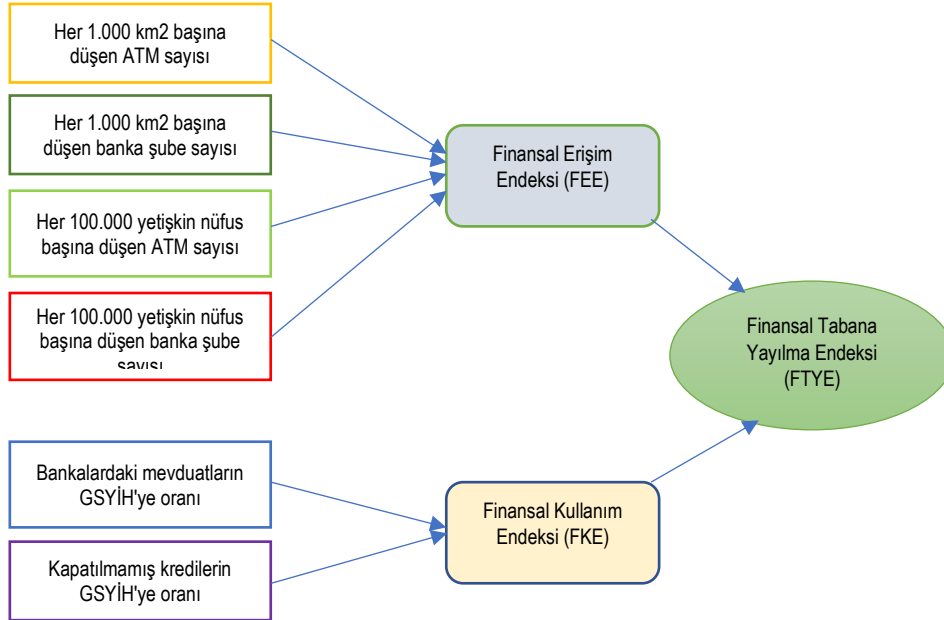 Her 1.000 km2 başına
düşen ATM sayısı
Her 1.000 km2 başına
düşen banka şube sayısı
Her 100.000 yetişkin nüfus
başına düşen ATM sayısı
Her 100.000 yetişkin nüfus
başına düşen banka şube
sayısı
Bankalardaki mevduatların
GSYİH'ye oranı
Kapatılmamış kredilerin
GSYİH'ye oranı
Finansal Erişim
Endeksi (FEE)
Finansal Kullanım
Endeksi (FKE)
Finansal Tabana
Yayılma Endeksi
(FTYE)